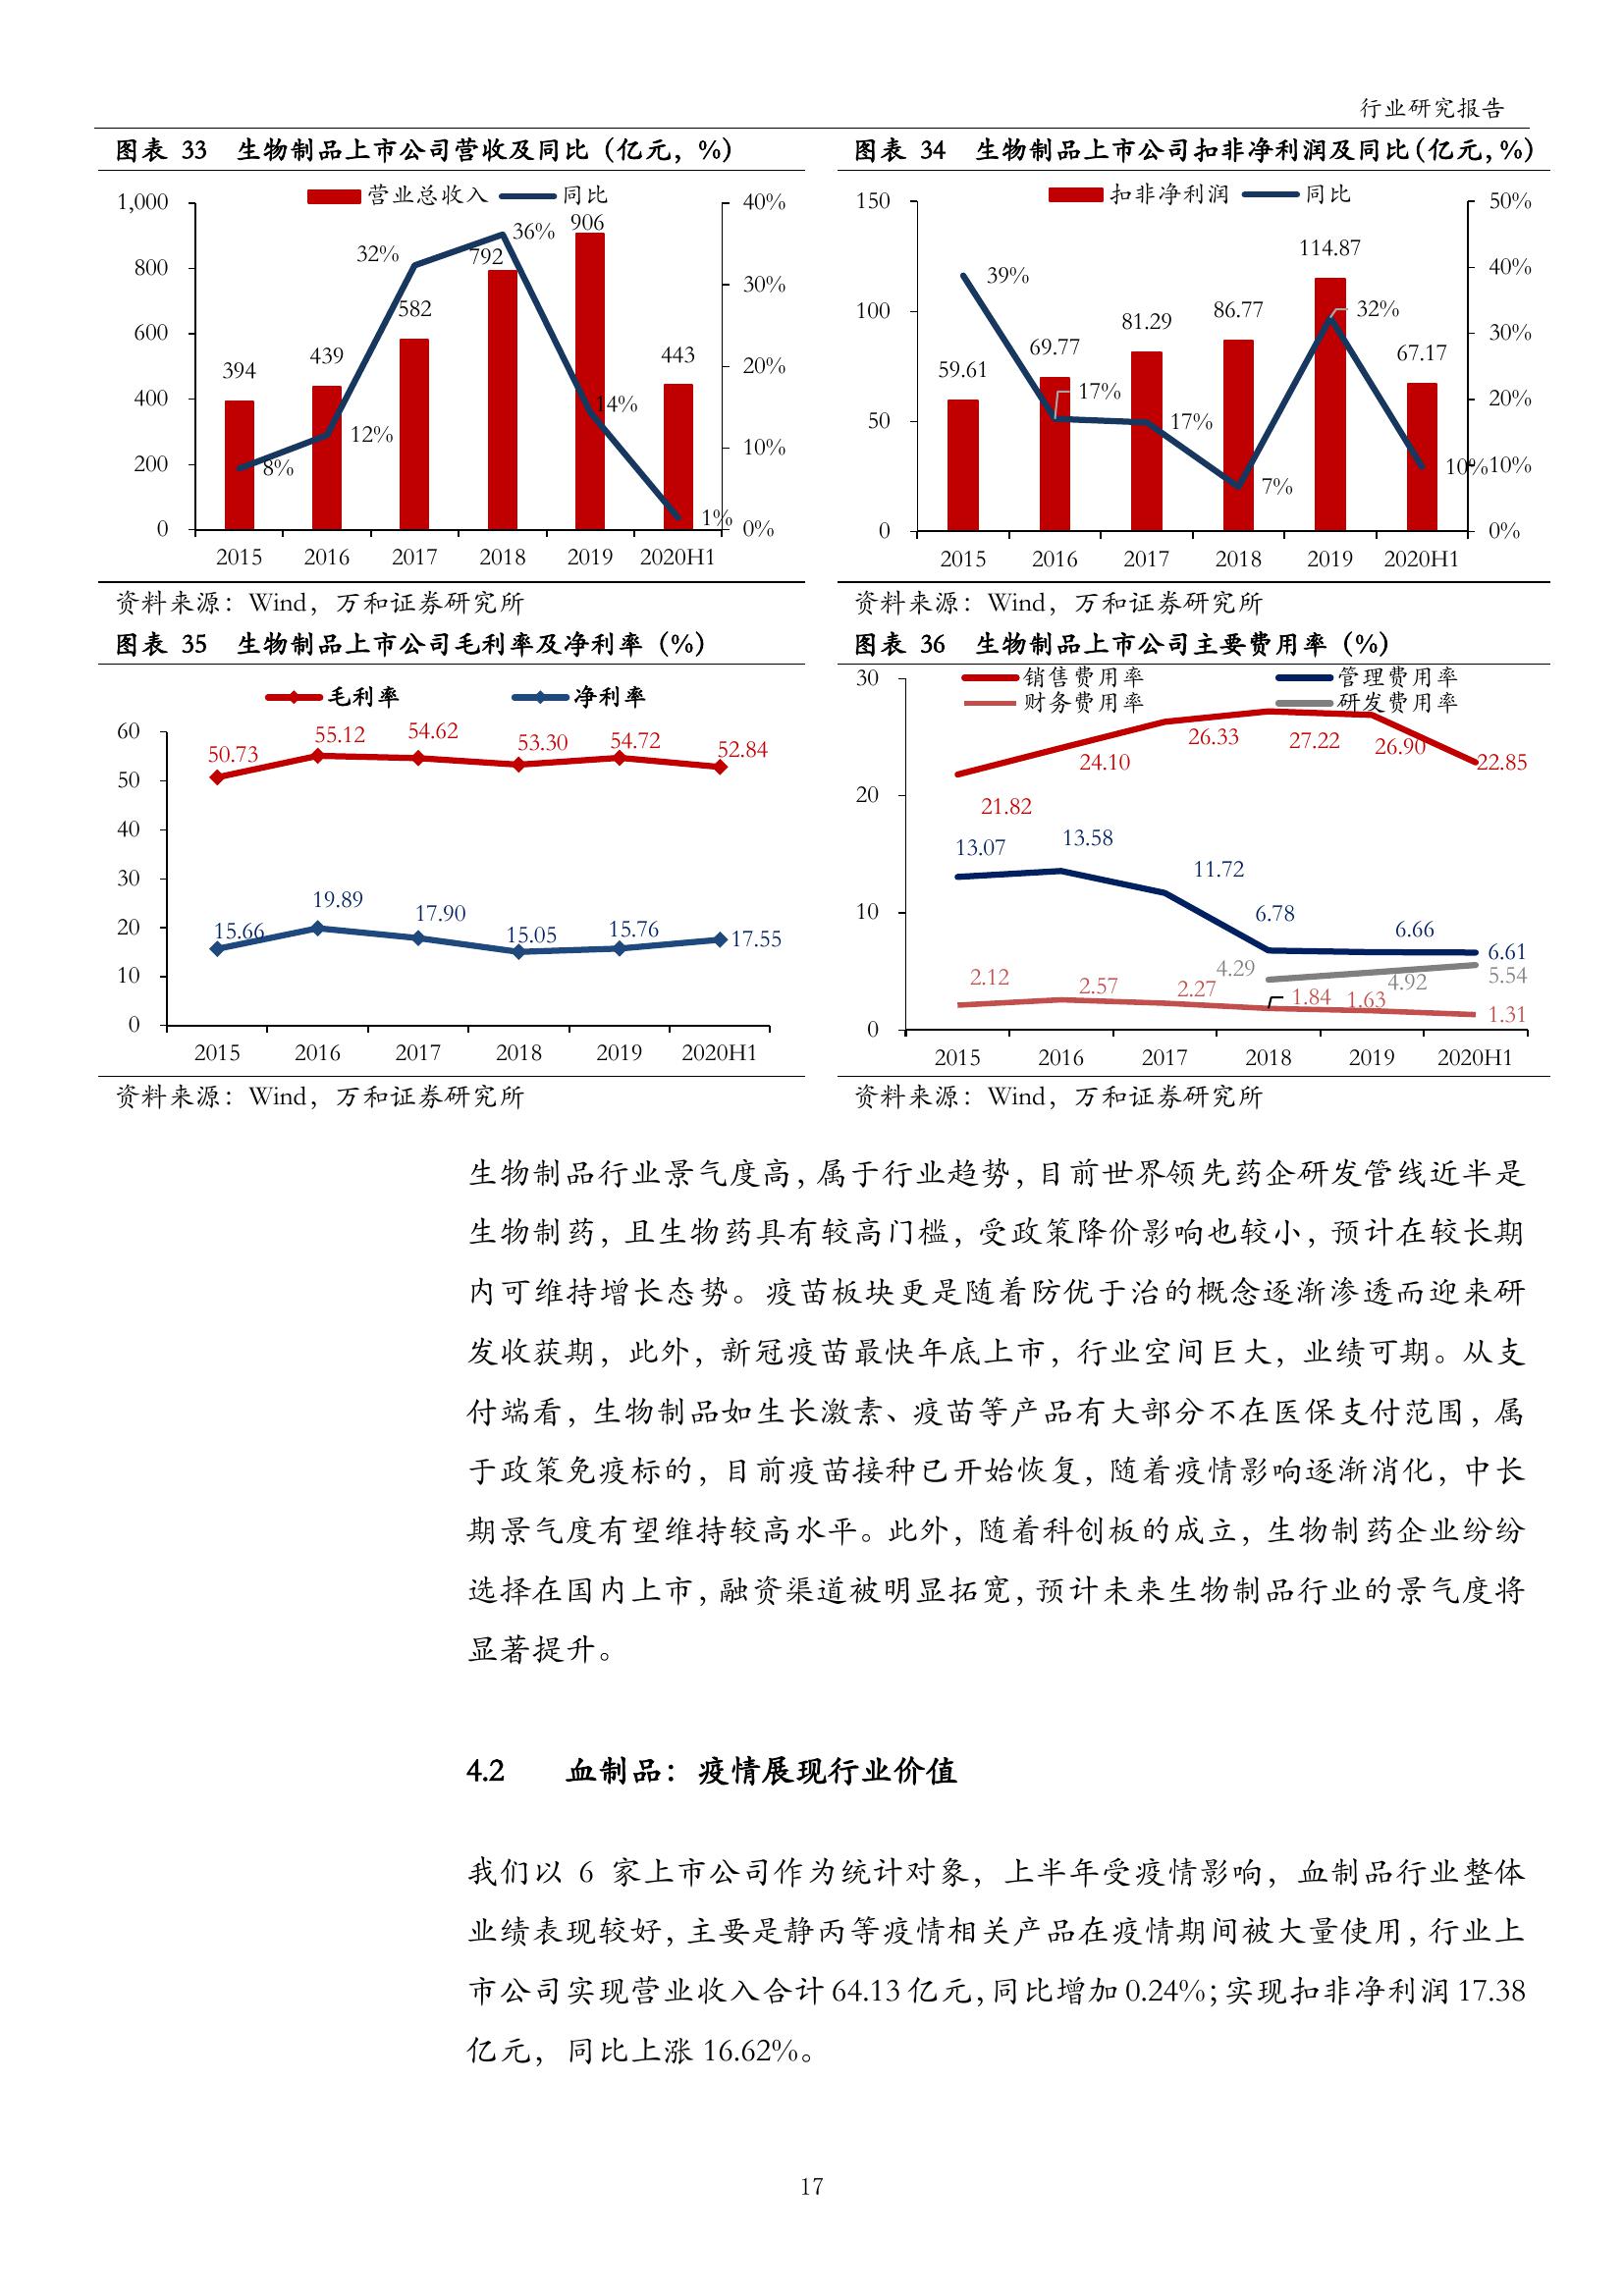 行业研究报告
图表 33 生物制品上市公司营收及同比（亿元，%）
营业总收入 同比
1,000
800
600
400
200
0
40%
30%
20%
10%
0%
394
439
582
792
906
443
8%
12%
32%
36%
14%
1%
2015 2016 2017 2018 2019 2020H1
资料来源：Wind，万和证券研究所
图表 34 生物制品上市公司扣非净利润及同比（亿元，%）
扣非净利润 同比
150
100
50
0
50%
40%
30%
20%
10%
0%
59.61
69.77
81.29
86.77
114.87
67.17
39%
17%
17%
7%
32%
10%
2015 2016 2017 2018 2019 2020H1
资料来源：Wind，万和证券研究所
图表 35 生物制品上市公司毛利率及净利率（%）
毛利率 净利率
60
50
40
30
20
10
0
50.73 55.12 54.62 53.30 54.72 52.84
15.66 19.89 17.90 15.05 15.76 17.55
2015 2016 2017 2018 2019 2020H1
资料来源：Wind，万和证券研究所
图表 36 生物制品上市公司主要费用率（%）
销售费用率 管理费用率
财务费用率 研发费用率
30
20
10
0
21.82 24.10 26.33 27.22 26.90 22.85
13.07 13.58 11.72 6.78 6.66 6.61
4.29 4.92 5.54
2.12 2.57 2.27 1.84 1.63 1.31
2015 2016 2017 2018 2019 2020H1
资料来源：Wind，万和证券研究所
生物制品行业景气度高，属于行业趋势，目前世界领先药企研发管线近半是
生物制药，且生物药具有较高门槛，受政策降价影响也较小，预计在较长期
内可维持增长态势。疫苗板块更是随着防优于治的概念逐渐渗透而迎来研
发收获期，此外，新冠疫苗最快年底上市，行业空间巨大，业绩可期。从支
付端看，生物制品如生长激素、疫苗等产品有大部分不在医保支付范围，属
于政策免疫标的，目前疫苗接种已开始恢复，随着疫情影响逐渐消化，中长
期景气度有望维持较高水平。此外，随着科创板的成立，生物制药企业纷纷
选择在国内上市，融资渠道被明显拓宽，预计未来生物制品行业的景气度将
显著提升。
4.2 血制品：疫情展现行业价值
我们以 6 家上市公司作为统计对象，上半年受疫情影响，血制品行业整体
业绩表现较好，主要是静丙等疫情相关产品在疫情期间被大量使用，行业上
市公司实现营业收入合计 64.13 亿元，同比增加 0.24%；实现扣非净利润 17.38
亿元，同比上涨 16.62%。
17